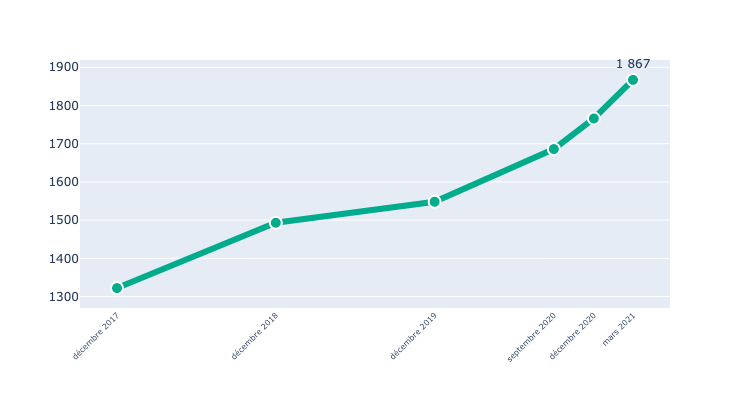 1 867
1900
1800
1700
1600
1500
1400
1300
décembre 2017
décembre 2018
décembre 2019
septembre 2020
décembre 2020
mars 2021